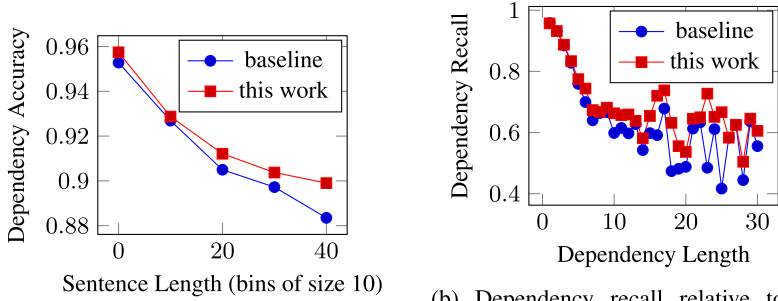 0.96
0.94
0.92
0.9
0.88
Dependency Accuracy
baseline
this work
0
20
40
Sentence Length (bins of size 10)
1
0.8
0.6
0.4
Dependency Recall
baseline
this work
0
10
20
30
Dependency Length
(b) Dependency recall relative to